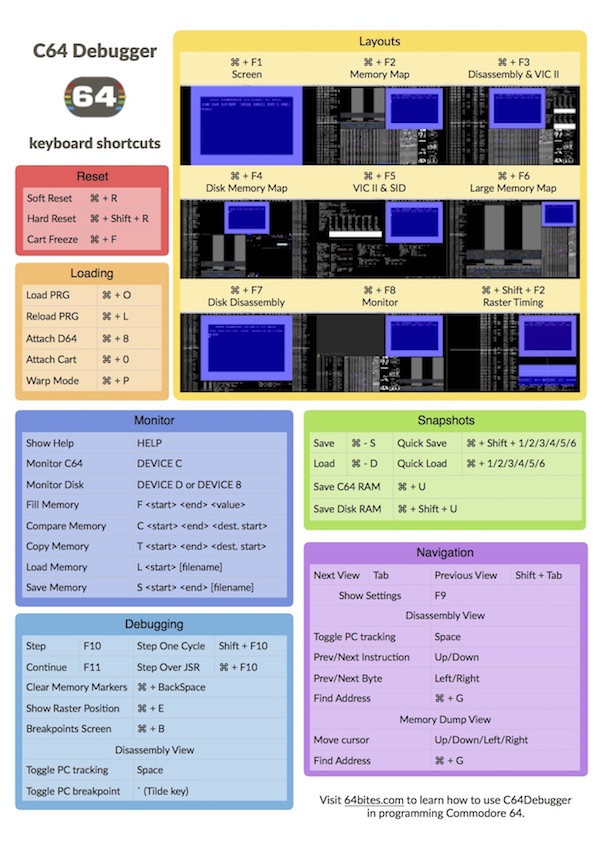 C64 Debugger
64
keyboard shortcuts
Reset
Soft Reset ⌘ + R
Hard Reset ⌘ + Shift + R
Cart Freeze ⌘ + F
Loading
Load PRG ⌘ + O
Reload PRG ⌘ + L
Attach D64 ⌘ + 8
Attach Cart ⌘ + 0
Warp Mode ⌘ + P
Layouts
⌘ + F1 ⌘ + F2 ⌘ + F3
Screen Memory Map Disassembly & VIC II
⌘ + F4 ⌘ + F5 ⌘ + F6
Disk Memory Map VIC II & SID Large Memory Map
⌘ + F7 ⌘ + F8 ⌘ + Shift + F2
Disk Disassembly Monitor Raster Timing
Monitor
Show Help HELP
Monitor C64 DEVICE C
Monitor Disk DEVICE D or DEVICE 8
Fill Memory F <start> <end> <value>
Compare Memory C <start> <end> <dest. start>
Copy Memory T <start> <end> <dest. start>
Load Memory L <start> [filename]
Save Memory S <start> <end> [filename]
Debugging
Step F10 Step One Cycle Shift + F10
Continue F11 Step Over JSR ⌘ + F10
Clear Memory Markers ⌘ + BackSpace
Show Raster Position ⌘ + E
Breakpoints Screen ⌘ + B
Disassembly View
Toggle PC tracking Space
Toggle PC breakpoint ` (Tilde key)
Snapshots
Save ⌘ - S Quick Save ⌘ + Shift + 1/2/3/4/5/6
Load ⌘ - D Quick Load ⌘ + 1/2/3/4/5/6
Save C64 RAM ⌘ + U
Save Disk RAM ⌘ + Shift + U
Navigation
Next View Tab Previous View Shift + Tab
Show Settings F9
Disassembly View
Toggle PC tracking Space
Prev/Next Instruction Up/Down
Prev/Next Byte Left/Right
Find Address ⌘ + G
Memory Dump View
Move cursor Up/Down/Left/Right
Find Address ⌘ + G
Visit 64bites.com to learn how to use C64Debugger
in programming Commodore 64.